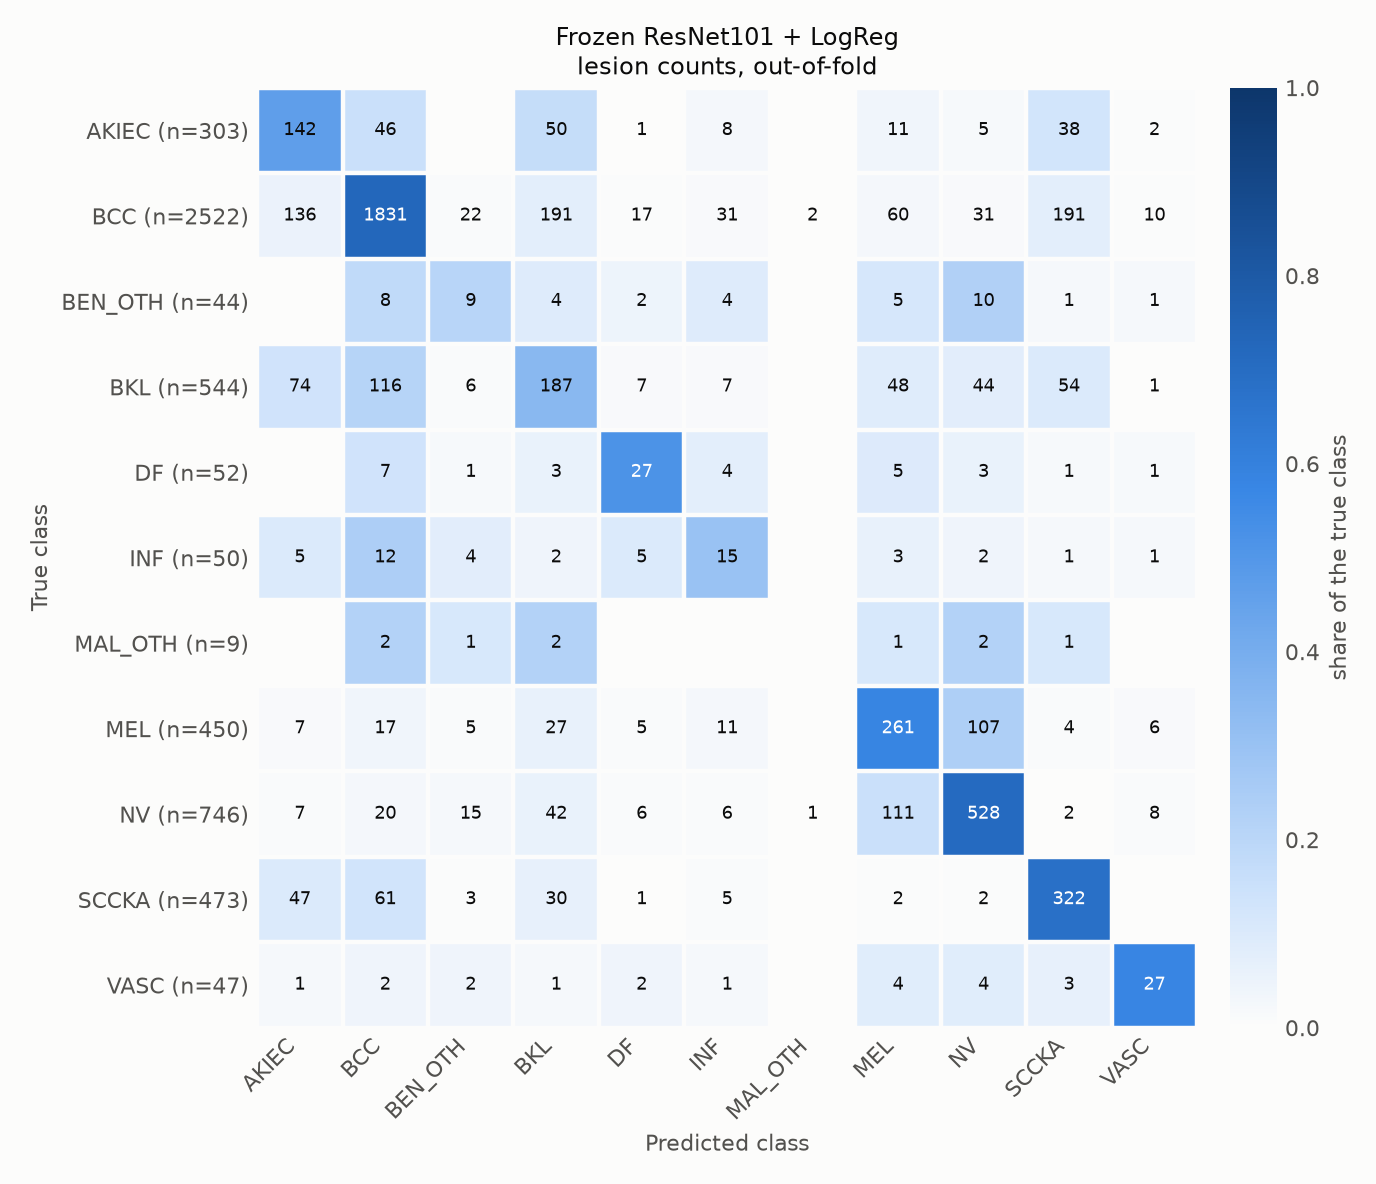 Frozen ResNet101 + LogReg
lesion counts, out-of-fold
AKIEC (n=303) 142 46 50 1 8 11 5 38 2
BCC (n=2522) 136 1831 22 191 17 31 2 60 31 191 10
BEN_OTH (n=44) 8 9 4 2 4 5 10 1 1
BKL (n=544) 74 116 6 187 7 7 48 44 54 1
DF (n=52) 7 1 3 27 4 5 3 1 1
INF (n=50) 5 12 4 2 5 15 3 2 1 1
MAL_OTH (n=9) 2 1 2 1 2 1
MEL (n=450) 7 17 5 27 5 11 261 107 4 6
NV (n=746) 7 20 15 42 6 6 1 111 528 2 8
SCCKA (n=473) 47 61 3 30 1 5 2 2 322
VASC (n=47) 1 2 2 1 2 1 4 4 3 27
AKIEC BCC BEN_OTH BKL DF INF MAL_OTH MEL NV SCCKA VASC
Predicted class
True class
1.0
0.8
0.6
0.4
0.2
0.0
share of the true class